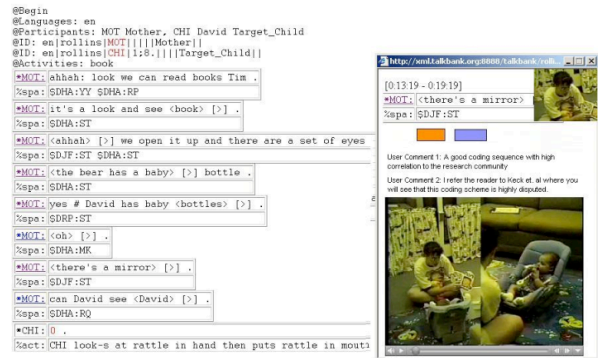 @Begin
@Languages: en
@Participants: MOT Mother, CHI David Target_Child
@ID: en|rollins|MOT|||||Mother||
@ID: en|rollins|CHI|1;8.||||Target_Child||
@Activities: book
*MOT: ahhah: look we can read books Tim .
%spa: $DHA:YY $DHA:RP
*MOT: it's a look and see <book> [>] .
%spa: $DHA:ST
*MOT: <ahhah> [>] we open it up and there are a set of eyes
%spa: $DJF:ST $DHA:ST
*MOT: <the bear has a baby> [>] bottle .
%spa: $DHA:ST
*MOT: yes # David has baby <bottles> [>] .
%spa: $DRP:ST
*MOT: <oh> [>] .
%spa: $DHA:MK
*MOT: <there's a mirror> [>] .
%spa: $DJF:ST
*MOT: can David see <David> [>] .
%spa: $DHA:RQ
*CHI: 0 .
%act: CHI look-s at rattle in hand then puts rattle in mout
http://xml.talkbank.org:8888/talkbank/rolli...
[0:13:19 - 0:19:19]
*MOT: <there's a mirror>
%spa: $DJF:ST
User Comment 1: A good coding sequence with high
correlation to the research community
User Comment 2: I refer the reader to Keck et. al where you
will see that this coding scheme is highly disputed.